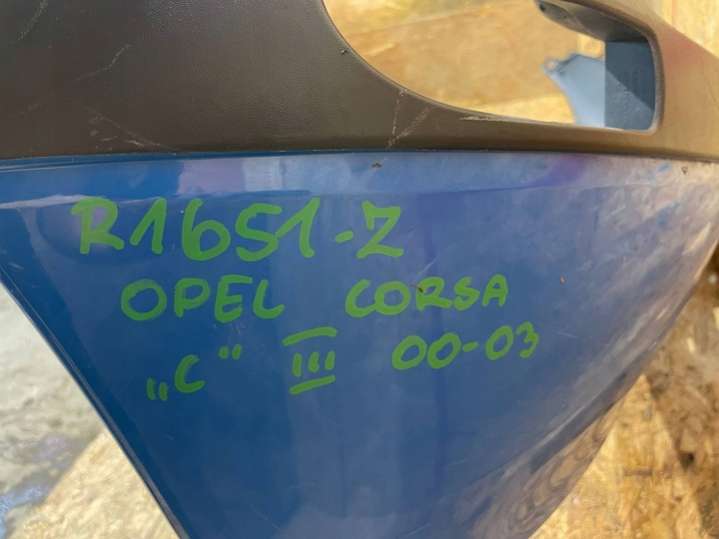 R1651-Z
OPEL CORSA
„C" III 00-03